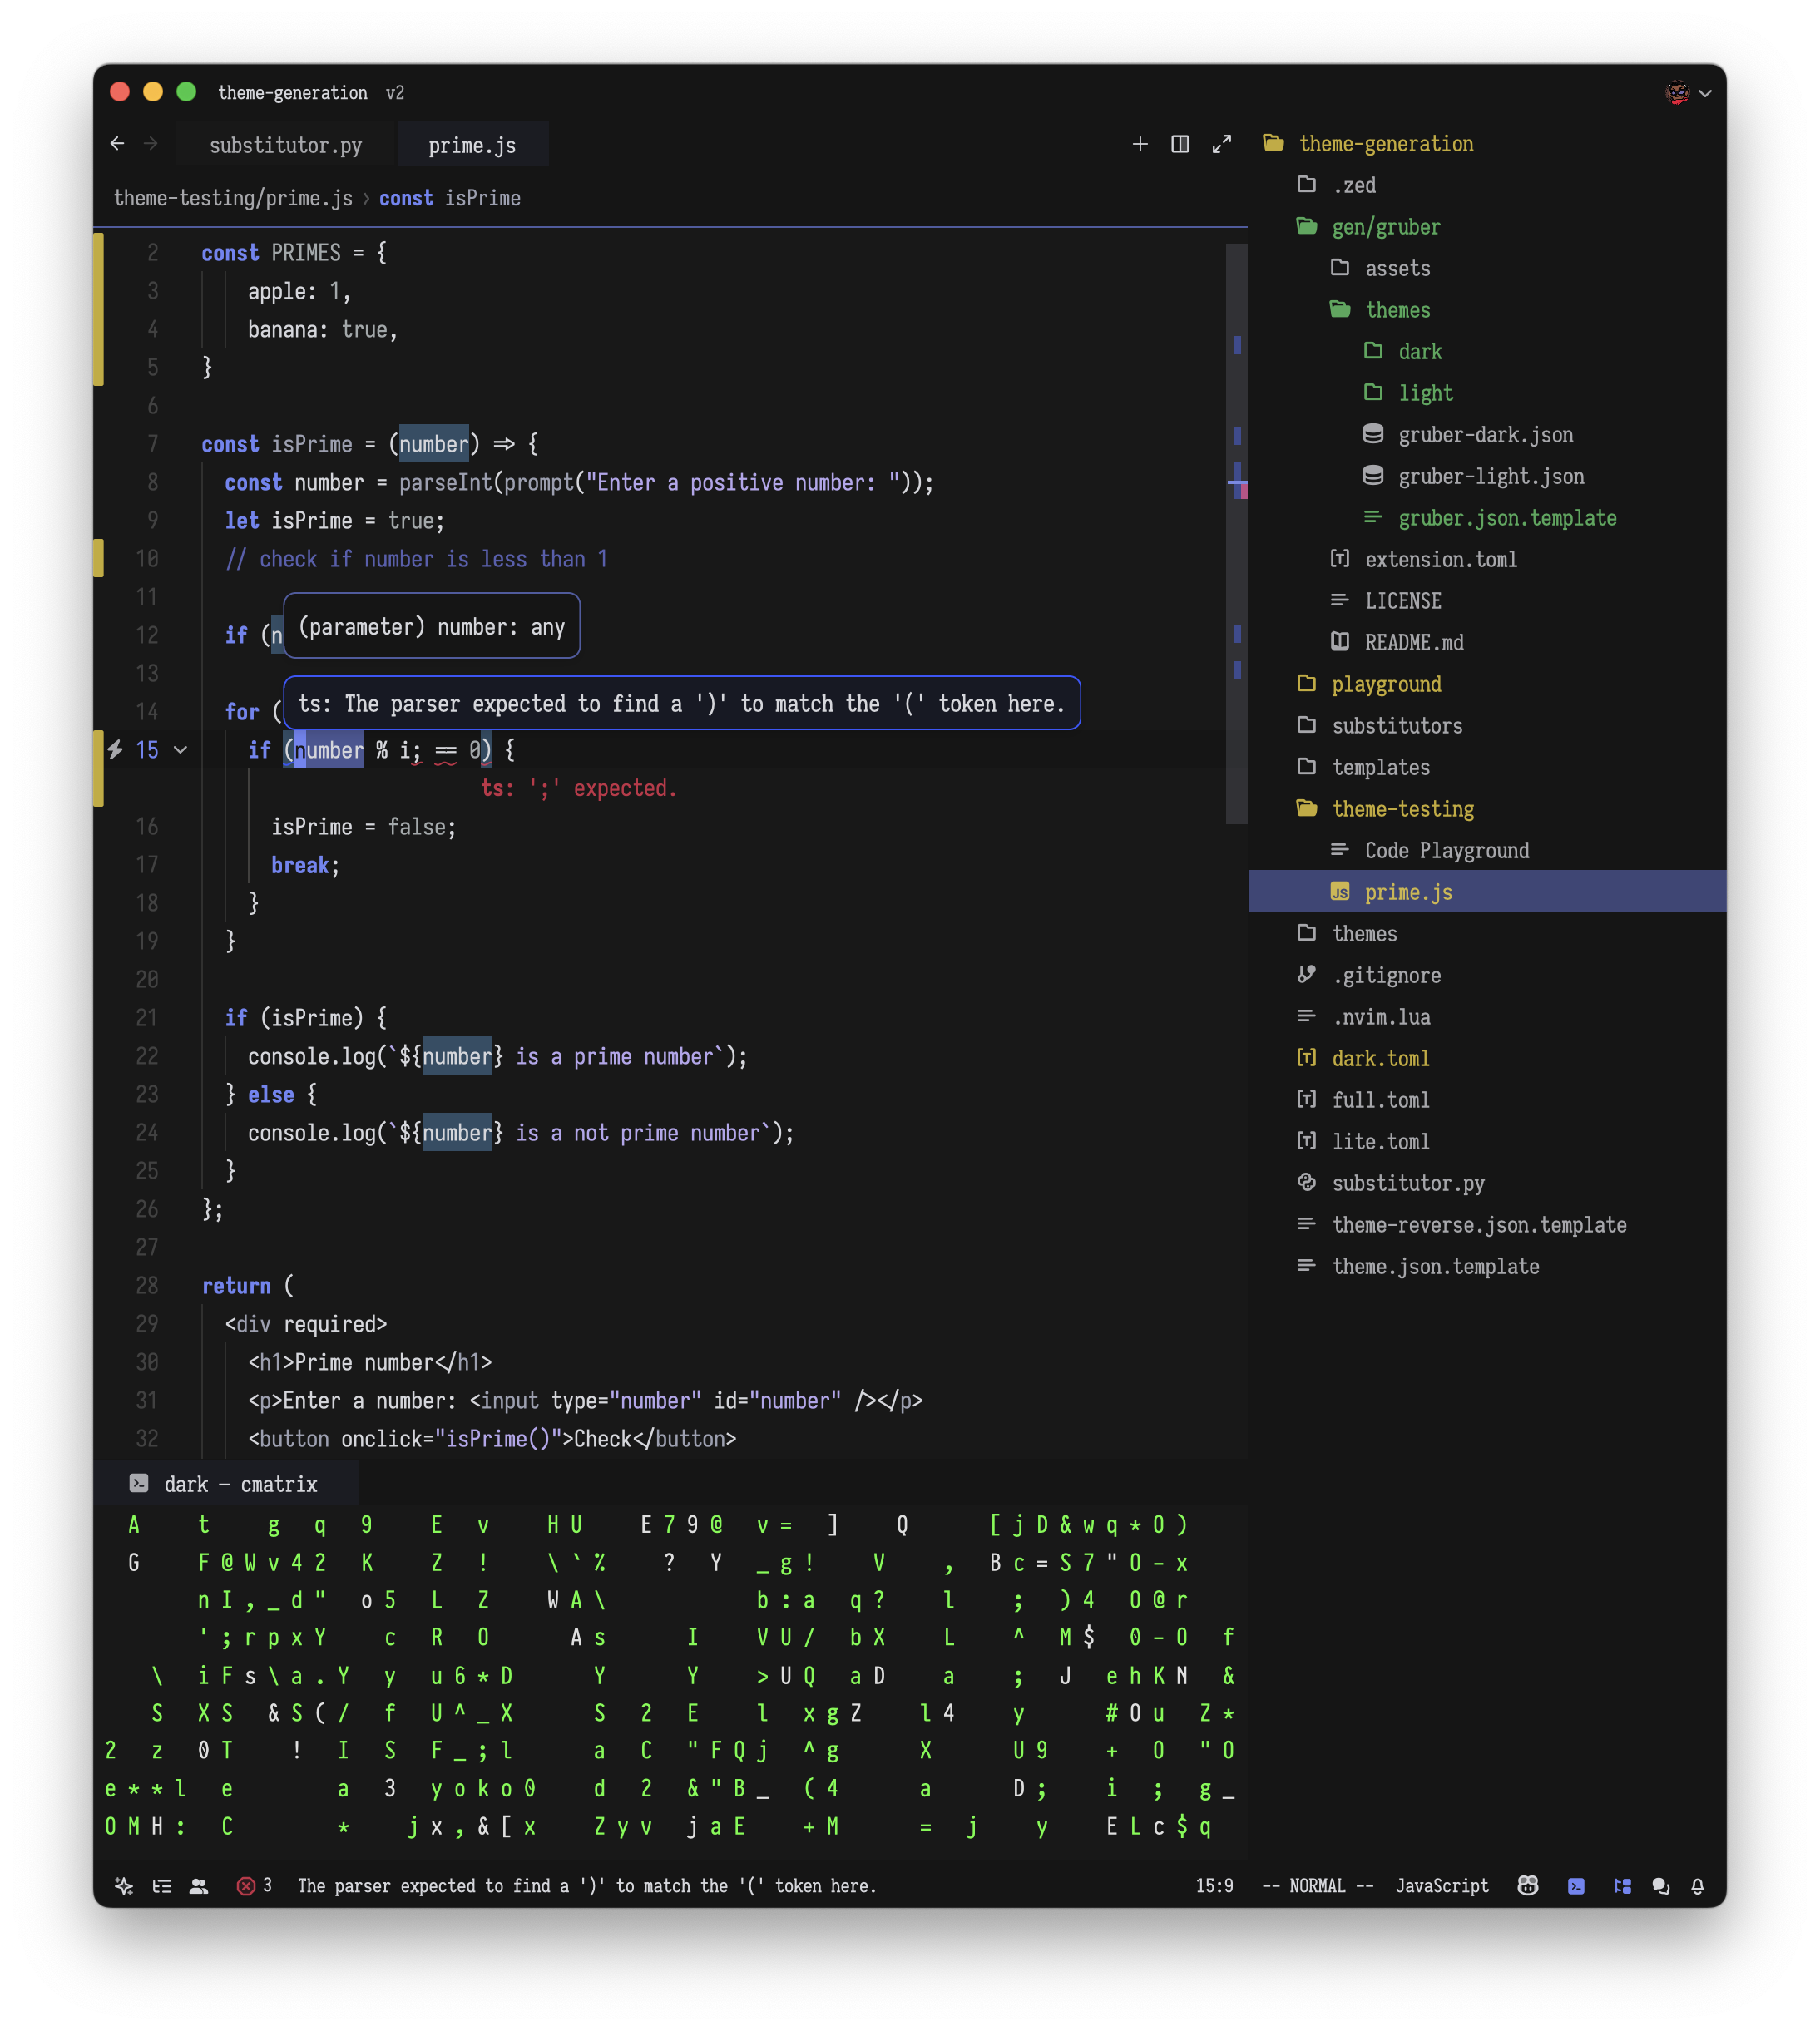 theme-generation v2
substitutor.py prime.js
theme-testing/prime.js › const isPrime
2 const PRIMES = {
3 apple: 1,
4 banana: true,
5 }
6
7 const isPrime = (number) => {
8 const number = parseInt(prompt("Enter a positive number: "));
9 let isPrime = true;
10 // check if number is less than 1
11
(parameter) number: any
12 if (n
13
ts: The parser expected to find a ')' to match the '(' token here.
14 for (
15 if (number % i; == 0) {
ts: ';' expected.
16 isPrime = false;
17 break;
18 }
19 }
20
21 if (isPrime) {
22 console.log(`${number} is a prime number`);
23 } else {
24 console.log(`${number} is a not prime number`);
25 }
26 };
27
28 return (
29 <div required>
30 <h1>Prime number</h1>
31 <p>Enter a number: <input type="number" id="number" /></p>
32 <button onclick="isPrime()">Check</button>
theme-generation
.zed
gen/gruber
assets
themes
dark
light
gruber-dark.json
gruber-light.json
gruber.json.template
extension.toml
LICENSE
README.md
playground
substitutors
templates
theme-testing
Code Playground
JS prime.js
themes
.gitignore
.nvim.lua
[T] dark.toml
[T] full.toml
[T] lite.toml
substitutor.py
theme-reverse.json.template
theme.json.template
dark — cmatrix
A t g q 9 E v H U E 7 9 @ v = ] Q [ j D & w q * O )
G F @ W v 4 2 K Z ! \ ` % ? Y _ g ! V , B c = S 7 " O - x
n I , _ d " o 5 L Z W A \ b : a q ? l ; ) 4 O @ r
' ; r p x Y c R O A s I V U / b X L ^ M $ 0 - O f
\ i F s \ a . Y y u 6 * D Y Y > U Q a D a ; J e h K N &
S X S & S ( / f U ^ _ X S 2 E l x g Z l 4 y # O u Z *
2 z 0 T ! I S F _ ; l a C " F Q j ^ g X U 9 + O " O
e * * l e a 3 y o k o 0 d 2 & " B _ ( 4 a D ; i ; g _
O M H : C * j x , & [ x Z y v j a E + M = j y E L c $ q
3 The parser expected to find a ')' to match the '(' token here. 15:9 -- NORMAL -- JavaScript